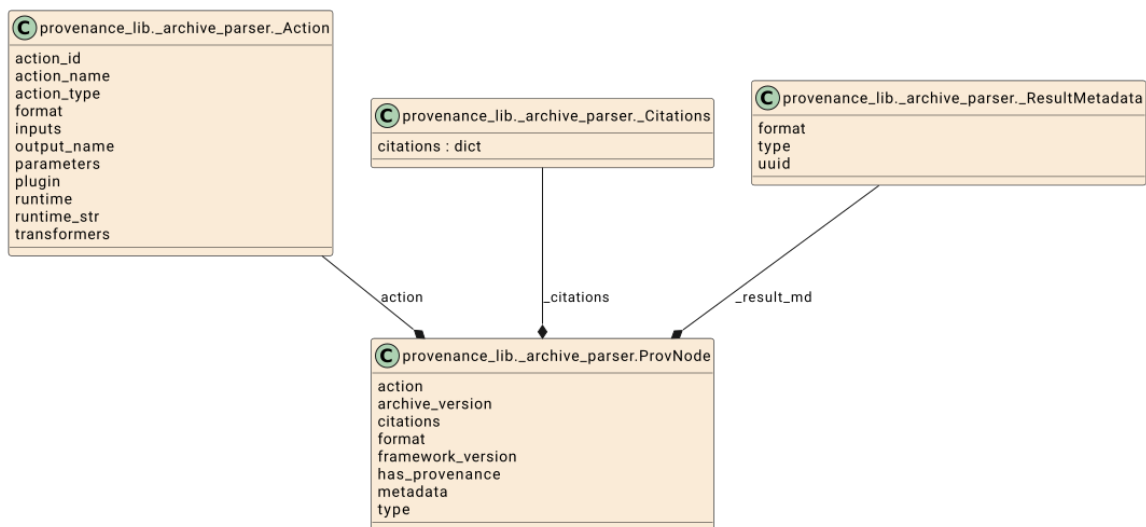 C provenance_lib._archive_parser._Action
action_id
action_name
action_type
format
inputs
output_name
parameters
plugin
runtime
runtime_str
transformers
C provenance_lib._archive_parser._Citations
citations : dict
C provenance_lib._archive_parser._ResultMetadata
format
type
uuid
action
_citations
_result_md
C provenance_lib._archive_parser.ProvNode
action
archive_version
citations
format
framework_version
has_provenance
metadata
type